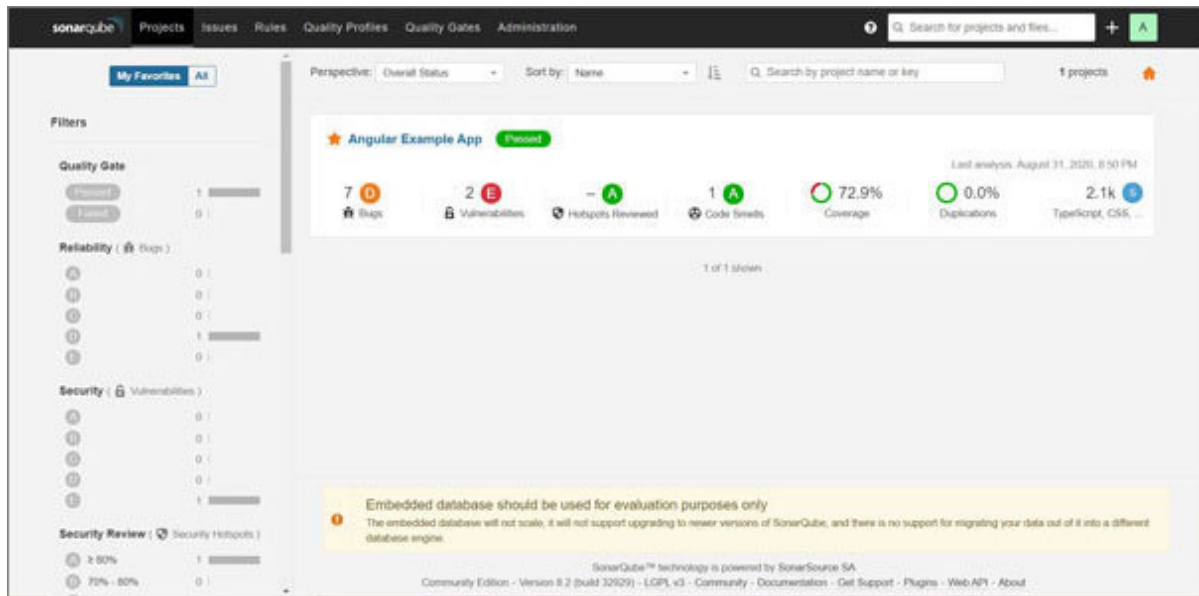 sonarqube Projects Issues Rules Quality Profiles Quality Gates Administration Search for projects and files... + A
My Favorites All
Perspective: Overall Status Sort by: Name Search by project name or key 1 projects
Filters
Angular Example App Passed
Quality Gate
Last analysis: August 31, 2020, 8:50 PM
Passed 1
Failed 0
7 D 2 E – A 1 A 72.9% 0.0% 2.1k S
Bugs Vulnerabilities Hotspots Reviewed Code Smells Coverage Duplications TypeScript, CSS, ...
Reliability ( Bugs )
A 0
B 0
C 0
D 1
E 0
1 of 1 shown
Security ( Vulnerabilities )
A 0
B 0
C 0
D 0
E 1
Security Review ( Security Hotspots )
A ≥ 80% 1
B 70% - 80% 0
Embedded database should be used for evaluation purposes only
The embedded database will not scale, it will not support upgrading to newer versions of SonarQube, and there is no support for migrating your data out of it into a different
database engine.
SonarQube™ technology is powered by SonarSource SA
Community Edition - Version 8.2 (build 32929) - LGPL v3 - Community - Documentation - Get Support - Plugins - Web API - About